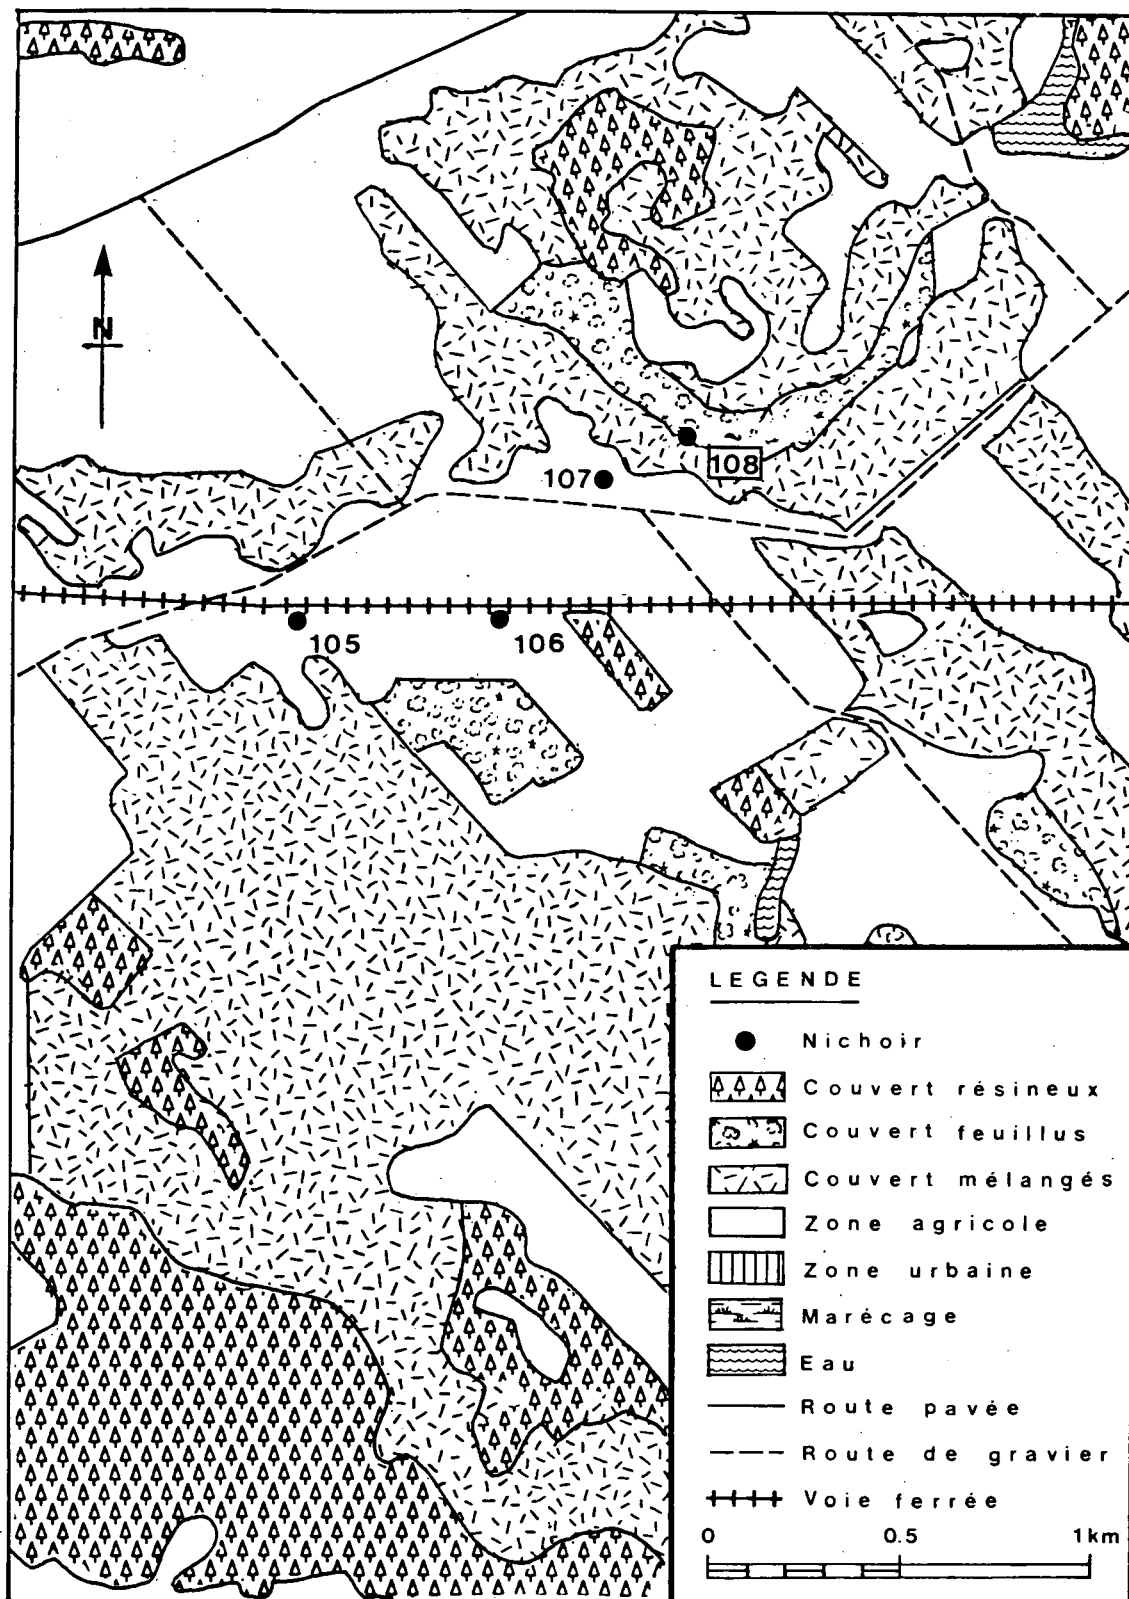 N
108
107
105
106
LEGENDE
Nichoir
Couvert résineux
Couvert feuillus
Couvert mélangés
Zone agricole
Zone urbaine
Marécage
Eau
Route pavée
Route de gravier
Voie ferrée
0 0.5 1km